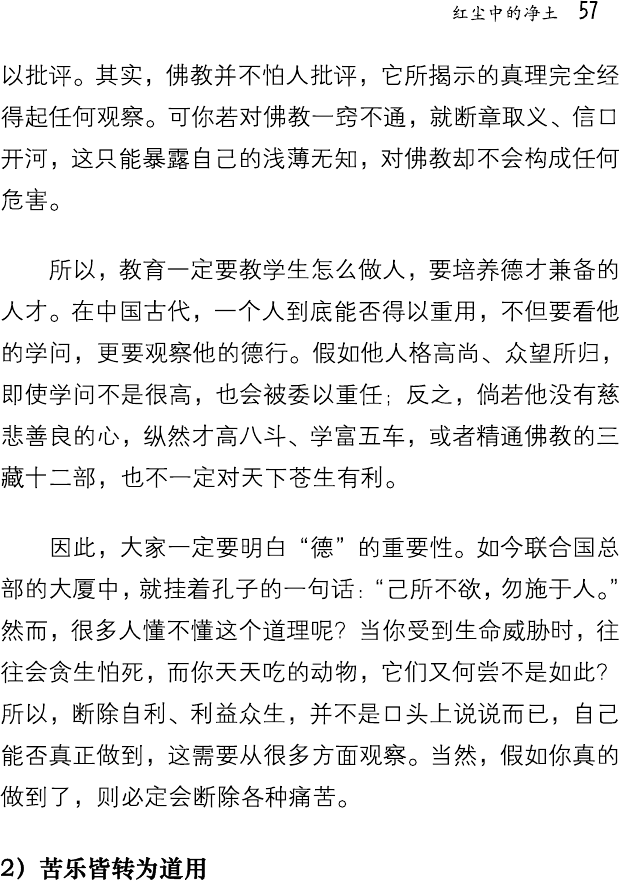 红尘中的净土 57
以批评。其实，佛教并不怕人批评，它所揭示的真理完全经
得起任何观察。可你若对佛教一窍不通，就断章取义、信口
开河，这只能暴露自己的浅薄无知，对佛教却不会构成任何
危害。
所以，教育一定要教学生怎么做人，要培养德才兼备的
人才。在中国古代，一个人到底能否得以重用，不但要看他
的学问，更要观察他的德行。假如他人格高尚、众望所归，
即使学问不是很高，也会被委以重任；反之，倘若他没有慈
悲善良的心，纵然才高八斗、学富五车，或者精通佛教的三
藏十二部，也不一定对天下苍生有利。
因此，大家一定要明白“德”的重要性。如今联合国总
部的大厦中，就挂着孔子的一句话：“己所不欲，勿施于人。”
然而，很多人懂不懂这个道理呢？当你受到生命威胁时，往
往会贪生怕死，而你天天吃的动物，它们又何尝不是如此？
所以，断除自利、利益众生，并不是口头上说说而已，自己
能否真正做到，这需要从很多方面观察。当然，假如你真的
做到了，则必定会断除各种痛苦。
2）苦乐皆转为道用